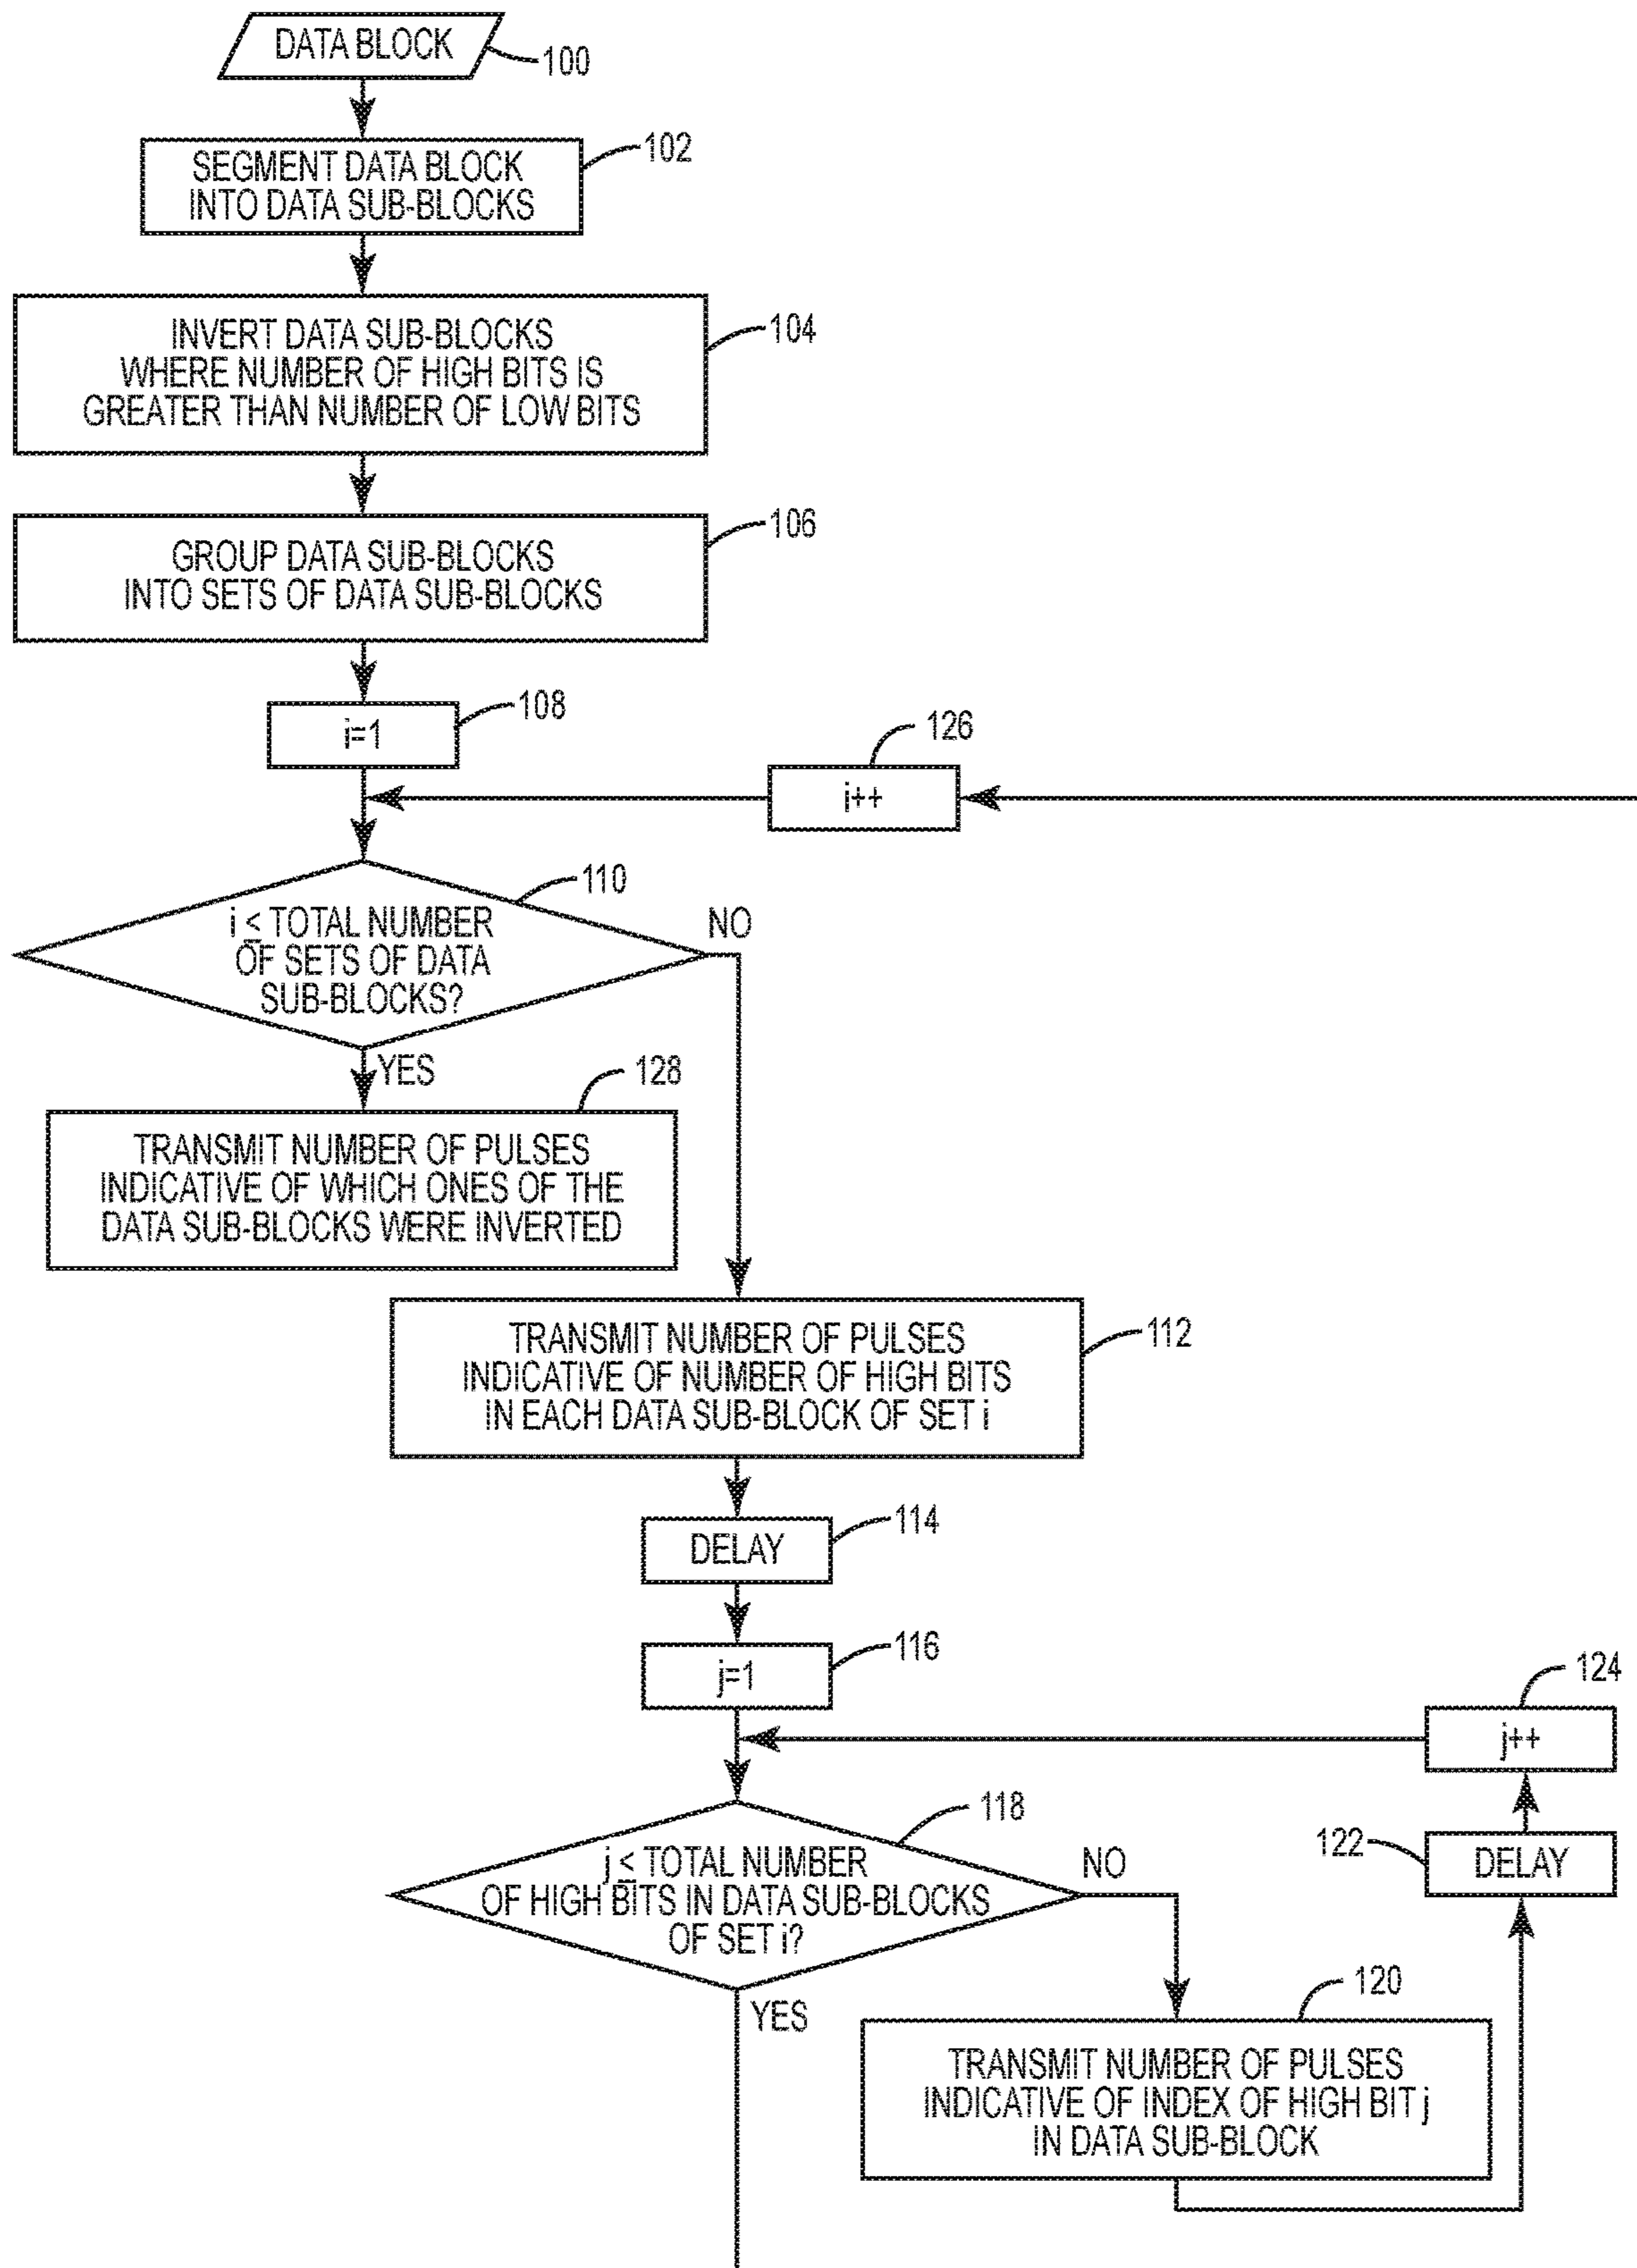 DATA BLOCK
100
102
SEGMENT DATA BLOCK
INTO DATA SUB-BLOCKS
104
INVERT DATA SUB-BLOCKS
WHERE NUMBER OF HIGH BITS IS
GREATER THAN NUMBER OF LOW BITS
106
GROUP DATA SUB-BLOCKS
INTO SETS OF DATA SUB-BLOCKS
108
i=1
126
i++
110
i ≤ TOTAL NUMBER
OF SETS OF DATA
SUB-BLOCKS?
NO
YES
128
TRANSMIT NUMBER OF PULSES
INDICATIVE OF WHICH ONES OF THE
DATA SUB-BLOCKS WERE INVERTED
112
TRANSMIT NUMBER OF PULSES
INDICATIVE OF NUMBER OF HIGH BITS
IN EACH DATA SUB-BLOCK OF SET i
114
DELAY
116
j=1
124
j++
118
j ≤ TOTAL NUMBER
OF HIGH BITS IN DATA SUB-BLOCKS
OF SET i?
NO
122
DELAY
YES
120
TRANSMIT NUMBER OF PULSES
INDICATIVE OF INDEX OF HIGH BIT j
IN DATA SUB-BLOCK